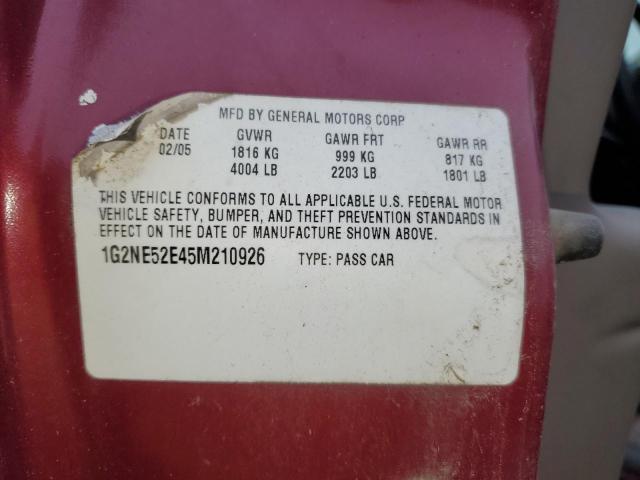 MFD BY GENERAL MOTORS CORP
DATE GVWR GAWR FRT GAWR RR
02/05 1816 KG 999 KG 817 KG
4004 LB 2203 LB 1801 LB
THIS VEHICLE CONFORMS TO ALL APPLICABLE U.S. FEDERAL MOTOR
VEHICLE SAFETY, BUMPER, AND THEFT PREVENTION STANDARDS IN
EFFECT ON THE DATE OF MANUFACTURE SHOWN ABOVE.
1G2NE52E45M210926 TYPE: PASS CAR